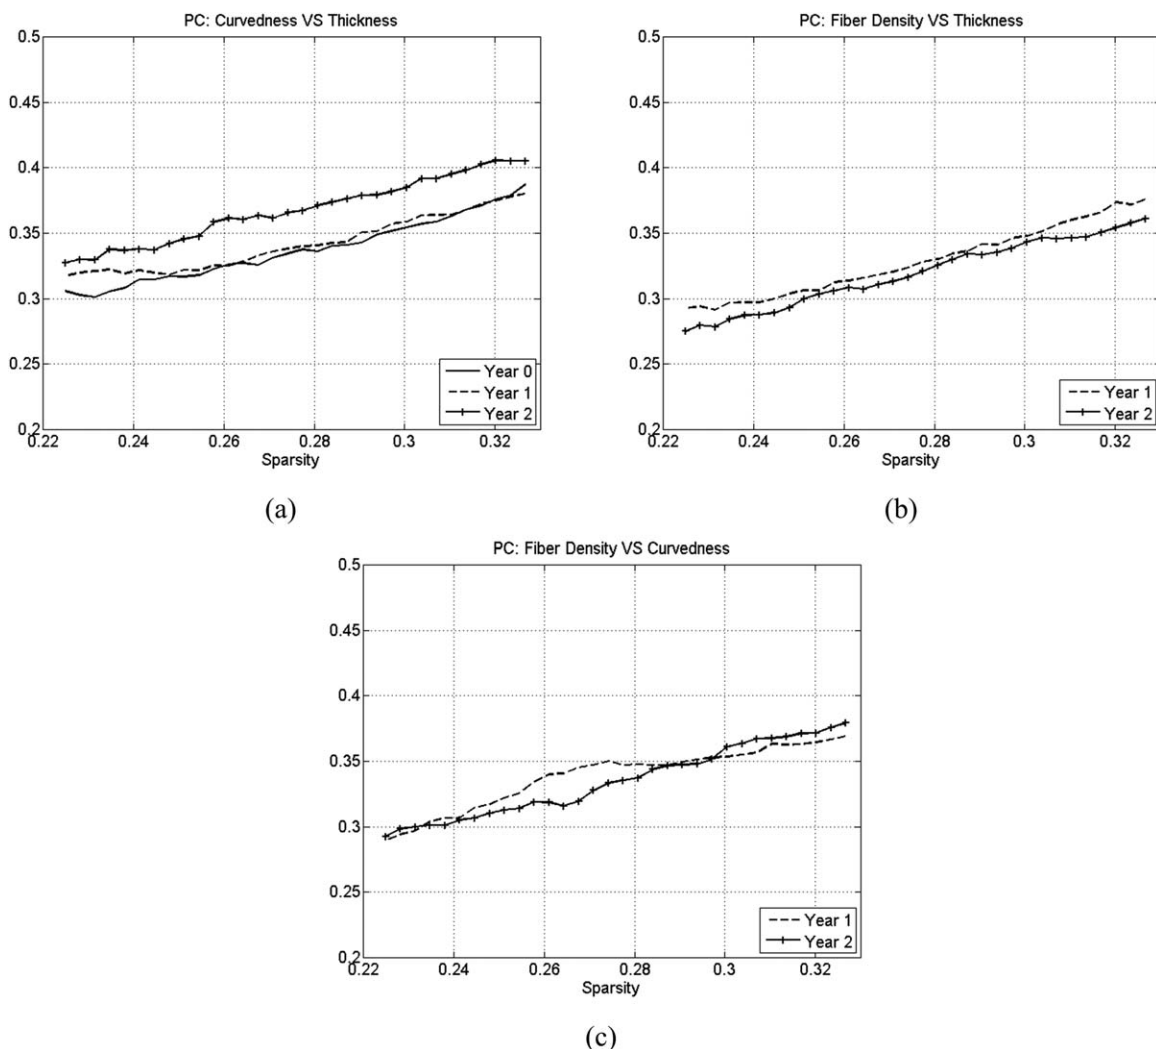 PC: Curvedness VS Thickness
0.5
0.45
0.4
0.35
0.3
0.25
0.2
0.22 0.24 0.26 0.28 0.3 0.32
Sparsity
Year 0
Year 1
Year 2
(a)
PC: Fiber Density VS Thickness
0.5
0.45
0.4
0.35
0.3
0.25
0.2
0.22 0.24 0.26 0.28 0.3 0.32
Sparsity
Year 1
Year 2
(b)
PC: Fiber Density VS Curvedness
0.5
0.45
0.4
0.35
0.3
0.25
0.2
0.22 0.24 0.26 0.28 0.3 0.32
Sparsity
Year 1
Year 2
(c)